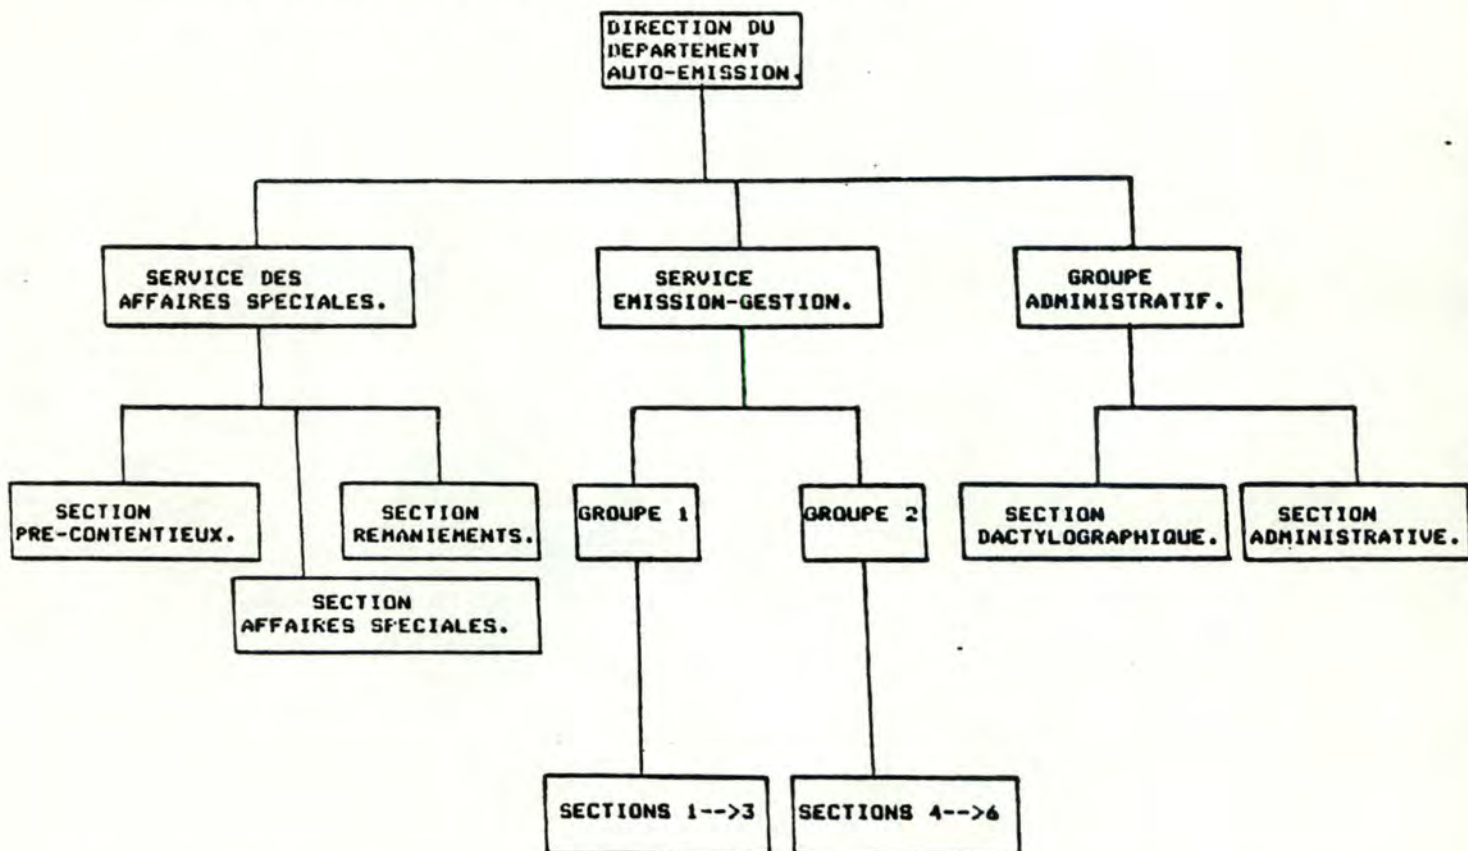 DIRECTION DU
DEPARTEMENT
AUTO-EMISSION.
SERVICE DES
AFFAIRES SPECIALES.
SERVICE
EMISSION-GESTION.
GROUPE
ADMINISTRATIF.
SECTION
PRE-CONTENTIEUX.
SECTION
REMANIEMENTS.
GROUPE 1
GROUPE 2
SECTION
DACTYLOGRAPHIQUE.
SECTION
ADMINISTRATIVE.
SECTION
AFFAIRES SPECIALES.
SECTIONS 1-->3
SECTIONS 4-->6